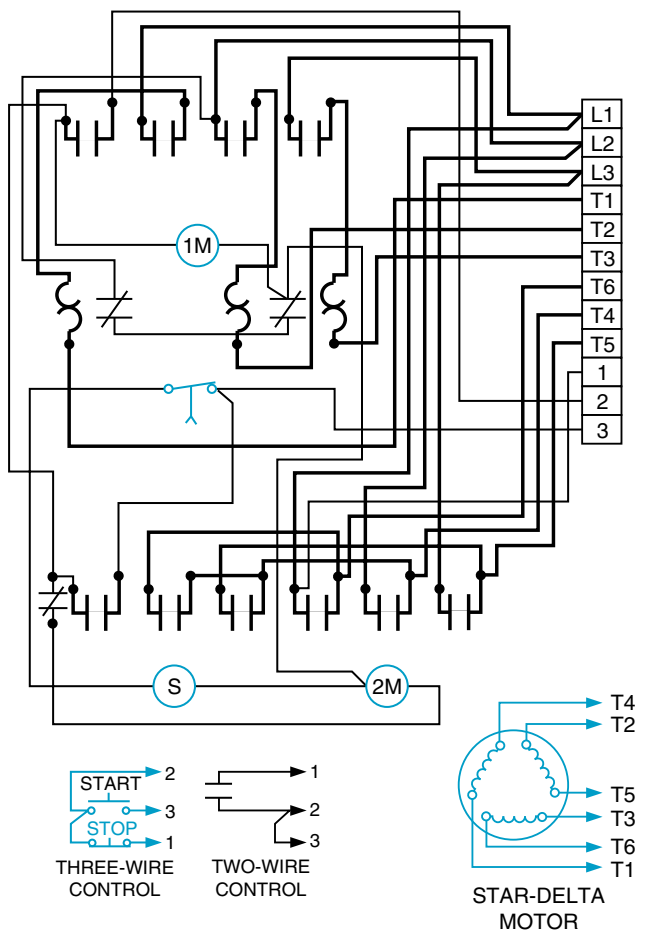 L1
L2
L3
T1
T2
T3
T6
T4
T5
1
2
3
1M
S
2M
2
START
3
STOP
1
THREE-WIRE
CONTROL
1
2
3
TWO-WIRE
CONTROL
T4
T2
T5
T3
T6
T1
STAR-DELTA
MOTOR